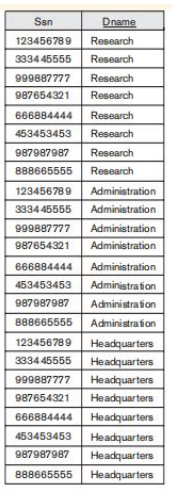 Ssn Dname
123456789 Research
333445555 Research
999887777 Research
987654321 Research
666884444 Research
453453453 Research
987987987 Research
888665555 Research
123456789 Administration
333445555 Administration
999887777 Administration
987654321 Administration
666884444 Administration
453453453 Administration
987987987 Administration
888665555 Administration
123456789 Headquarters
333445555 Headquarters
999887777 Headquarters
987654321 Headquarters
666884444 Headquarters
453453453 Headquarters
987987987 Headquarters
888665555 Headquarters